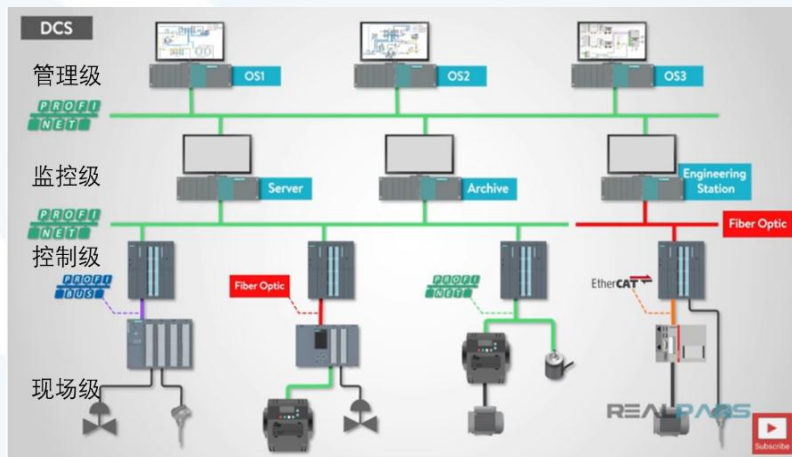 DCS
管理级
OS1
OS2
OS3
PROFI
NET
监控级
Server
Archive
Engineering
Station
PROFI
NET
Fiber Optic
控制级
PROFI
BUS
Fiber Optic
PROFI
NET
EtherCAT
现场级
REALPARS
Subscribe